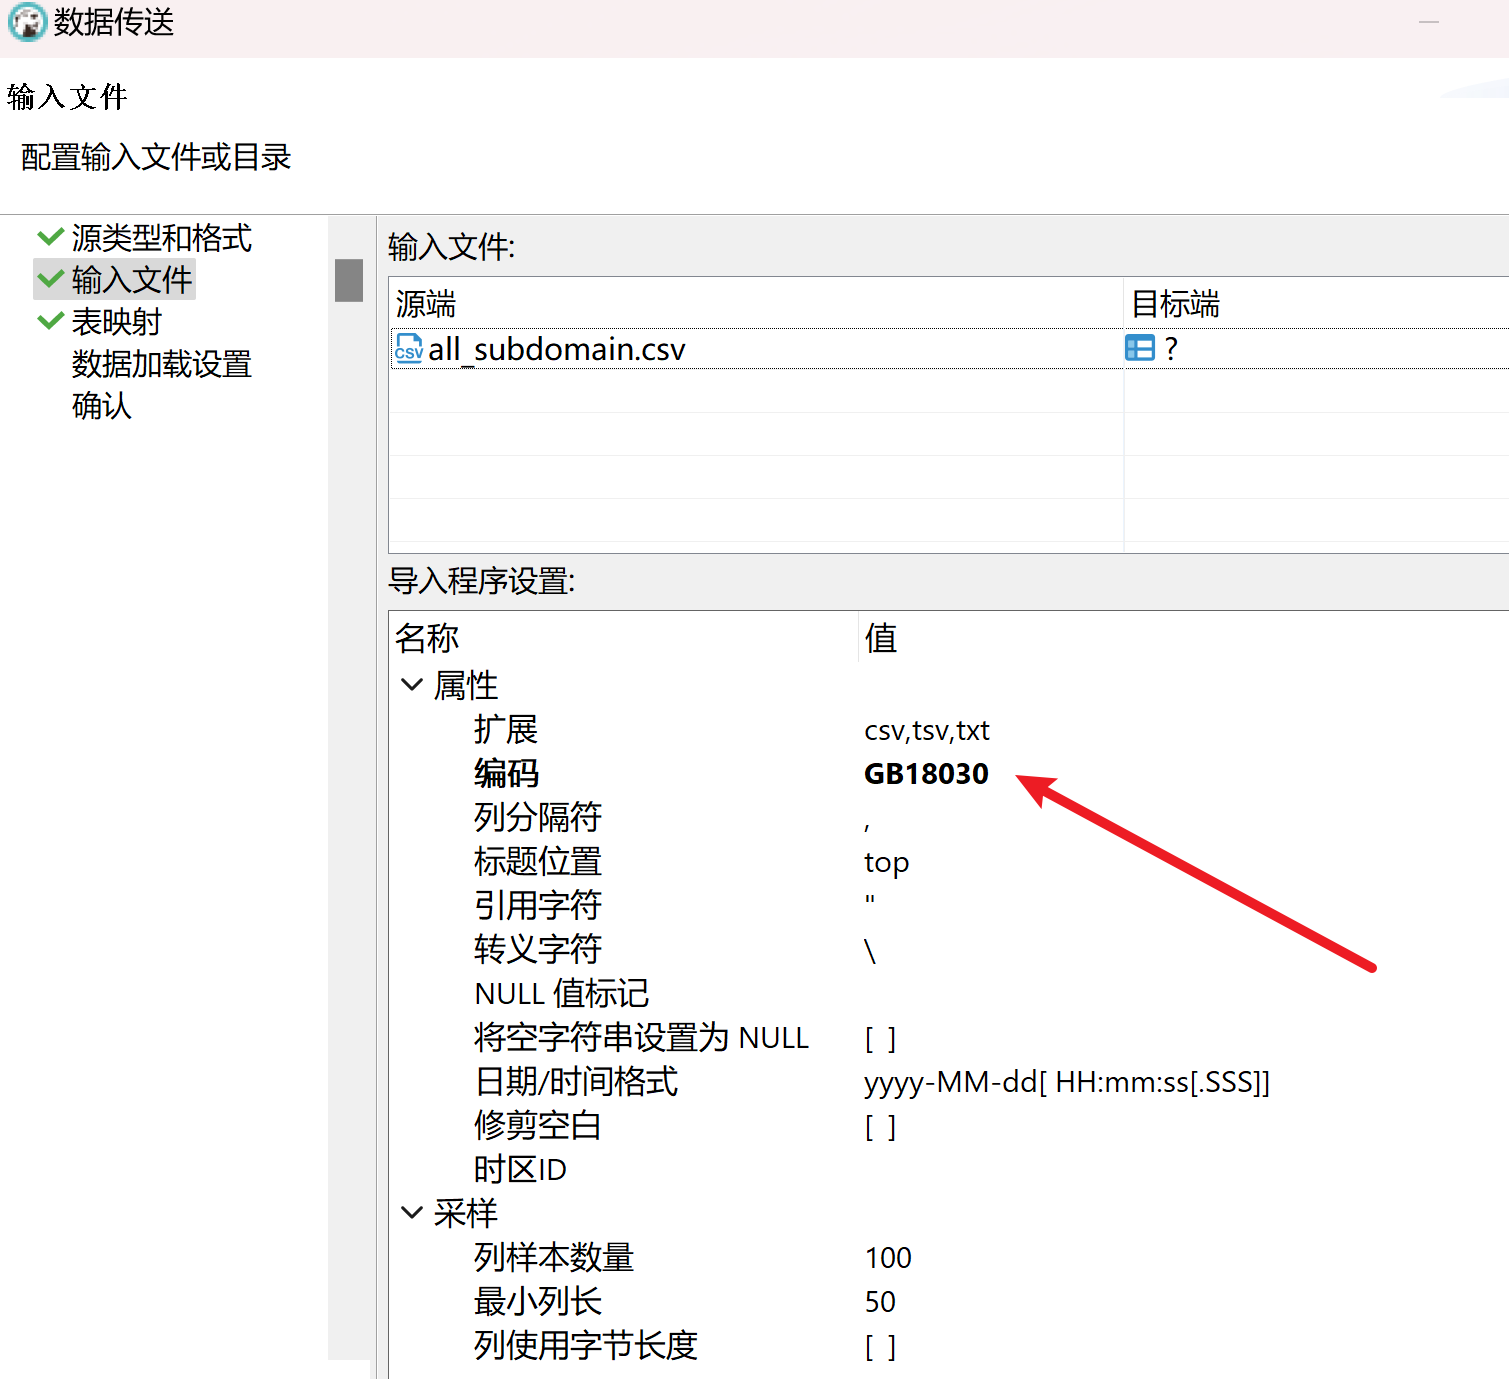 数据传送
输入文件
配置输入文件或目录
源类型和格式
输入文件
表映射
数据加载设置
确认
输入文件:
源端 目标端
CSV all_subdomain.csv ?
导入程序设置:
名称 值
属性
扩展 csv,tsv,txt
编码 GB18030
列分隔符 ,
标题位置 top
引用字符 "
转义字符 \
NULL 值标记
将空字符串设置为 NULL [ ]
日期/时间格式 yyyy-MM-dd[ HH:mm:ss[.SSS]]
修剪空白 [ ]
时区ID
采样
列样本数量 100
最小列长 50
列使用字节长度 [ ]